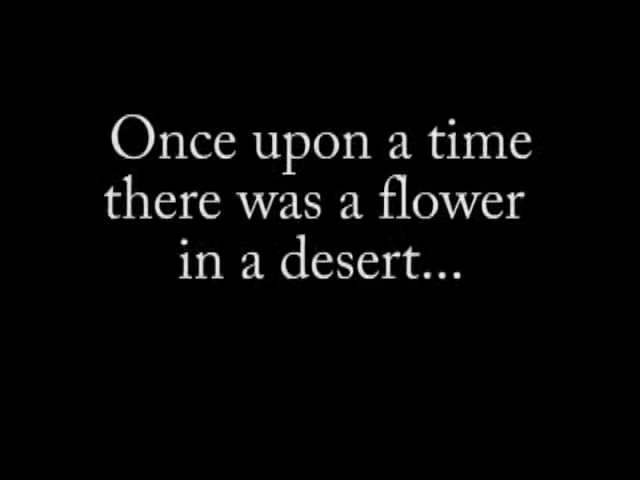 Once upon a time
there was a flower
in a desert...